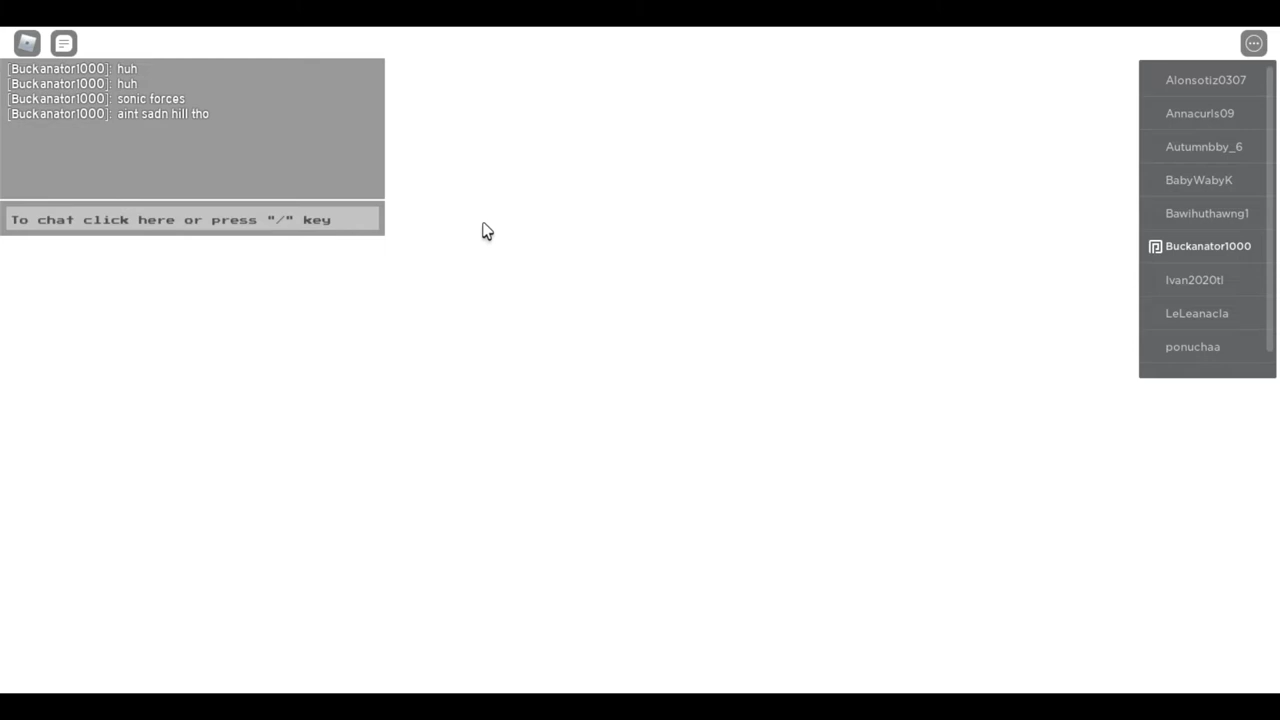 [Buckanator1000]: huh
[Buckanator1000]: huh
[Buckanator1000]: sonic forces
[Buckanator1000]: aint sadn hill tho
To chat click here or press "/" key
Alonsotiz0307
Annacurls09
Autumnbby_6
BabyWabyK
Bawihuthawng1
Buckanator1000
Ivan2020tl
LeLeanacla
ponuchaa